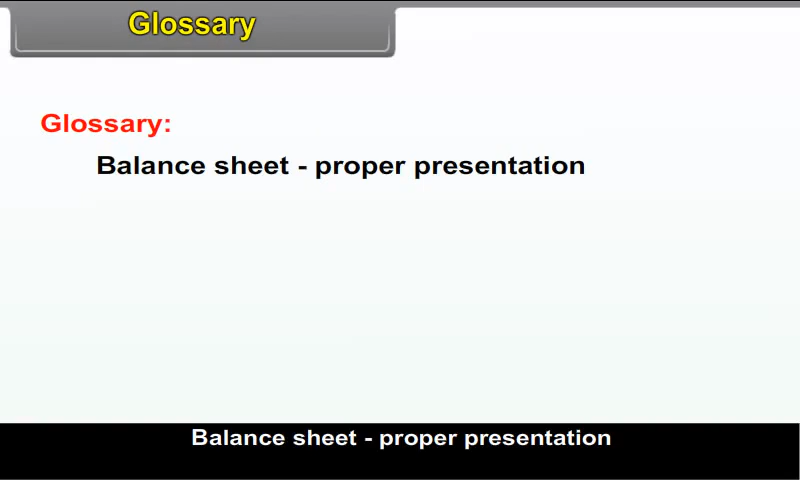 Glossary
Glossary:
Balance sheet - proper presentation
Balance sheet - proper presentation